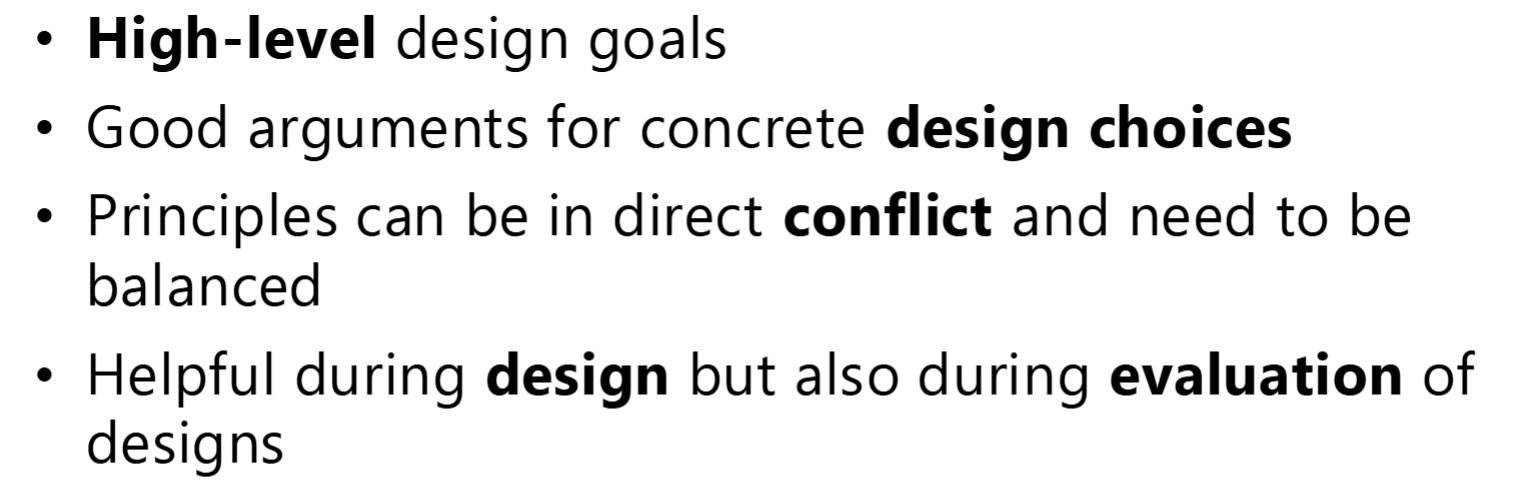 • High-level design goals
• Good arguments for concrete design choices
• Principles can be in direct conflict and need to be
balanced
• Helpful during design but also during evaluation of
designs